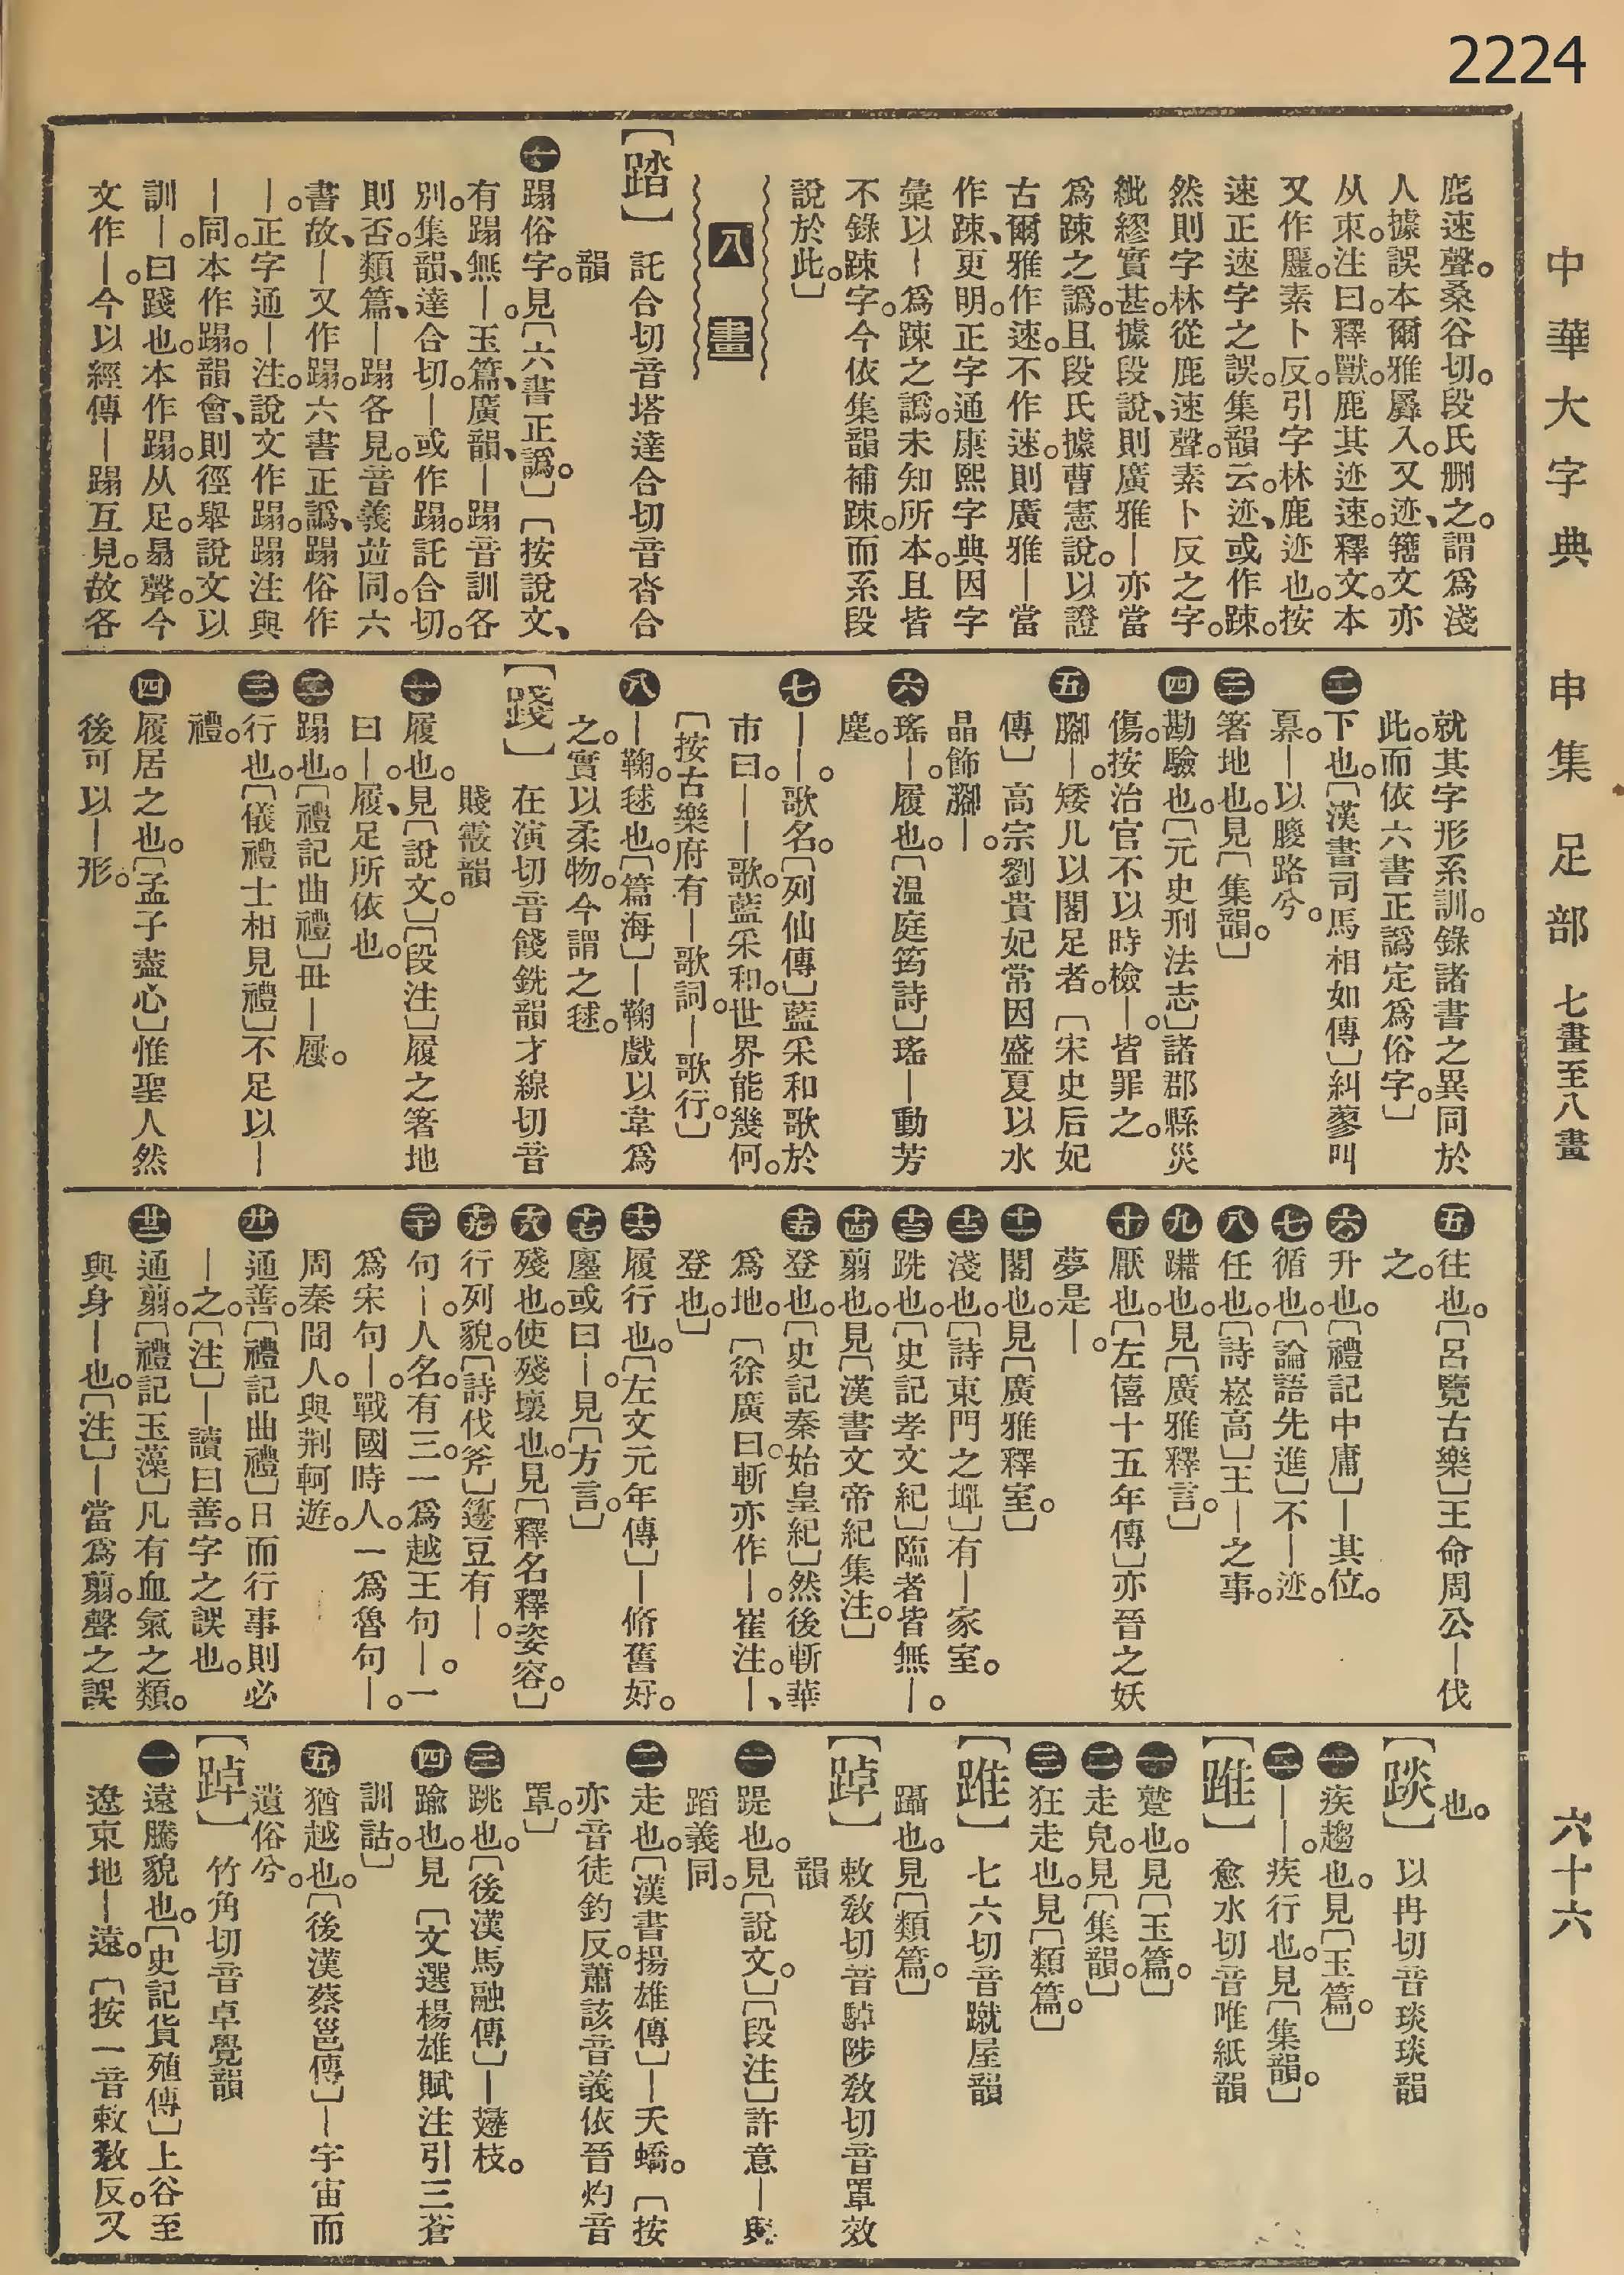 2224
中華大字典 申集 足部 七畫至八畫 六十六
鹿速聲。桑谷切。段氏删之。謂爲淺
人據誤本爾雅羼入。又迹、籀文亦
从朿。注曰。釋獸。鹿其迹速。釋文。本
又作䴪。素卜反。引字林鹿迹也。按
速正速字之誤。集韻云。迹、或作踈。
然則字林從鹿速聲。素卜反之字。
紕繆實甚。據段說、則廣雅—亦當
爲踈之譌。且段氏據曹憲說。以證
古爾雅作速。不作速。則廣雅—當
作踈、更明。正字通康熙字典因字
彙以—爲踈之譌。未知所本。且皆
不錄踈字。今依集韻補踈。而系段
說於此。〕
八畫
〔踏〕 託合切音塔達合切音沓合
韻
㊀蹋俗字。見〔六書正譌。〕〔按說文、
有蹋無—。玉篇、廣韻、—蹋音訓各
別。集韻、達合切。—或作蹋。託合切。
則否。類篇、—蹋各見。音義並同。六
書故、—又作蹋。六書正譌、蹋俗作
—。正字通—注。說文作蹋。蹋注與
—同。本作蹋。韻會、則徑舉說文以
訓—。曰踐也。本作蹋。从足。昜聲。今
文作—。今以經傳—蹋互見。故各
就其字形系訓。錄諸書之異同於
此。而依六書正譌定爲俗字。〕
㊁下也。〔漢書司馬相如傳〕糾蓼叫
奡。—以艐路兮。
㊂箸地也。見〔集韻。〕
㊃勘驗也。〔元史刑法志〕諸郡縣災
傷。按治官不以時檢—。皆罪之。
㊄腳—。矮儿以閣足者。〔宋史后妃
傳〕高宗劉貴妃常因盛夏以水
晶飾腳—。
㊅瑤—。履也。〔温庭筠詩〕瑤—動芳
塵。
㊆——。歌名。〔列仙傳〕藍采和歌於
市曰。——歌。藍采和。世界能幾何。
〔按古樂府有—歌詞。—歌行。〕
㊇—鞠。毬也。〔篇海〕—鞠戲以韋爲
之。實以柔物。今謂之毬。
〔踐〕 在演切音餞銑韻才線切音
賤霰韻
㊀履也。見〔說文。〕〔段注〕履之箸地
曰—。履、足所依也。
㊁蹋也。〔禮記曲禮〕毋—屨。
㊂行也。〔儀禮士相見禮〕不足以—
禮。
㊃履居之也。〔孟子盡心〕惟聖人然
後可以—形。
㊄往也。〔呂覽古樂〕王命周公—伐
之。
㊅升也。〔禮記中庸〕—其位。
㊆循也。〔論語先進〕不—迹。
㊇任也。〔詩崧高〕王—之事。
㊈躤也。見〔廣雅釋言。〕
㊉厭也。〔左僖十五年傳〕亦晉之妖
夢是—。
十一閣也。見〔廣雅釋室。〕
十二淺也。〔詩東門之墠〕有—家室。
十三跣也。〔史記孝文紀〕臨者皆無—。
十四翦也。見〔漢書文帝紀集注。〕
十五登也。〔史記秦始皇紀〕然後斬華
爲地。〔徐廣曰。斬亦作—。崔注。—、
登也。〕
十六履行也。〔左文元年傳〕—脩舊好。
十七廛或曰—。見〔方言。〕
十八殘也。使殘壞也。見〔釋名釋姿容。〕
十九行列貌。〔詩伐斧〕籩豆有—。
二十句—。人名。有三。一爲越王句—。一
爲宋句—。戰國時人。一爲魯句—。
周秦間人。與荆軻遊。
廿一通善。〔禮記曲禮〕日而行事則必
—之。〔注〕—讀曰善。字之誤也。
廿二通翦。〔禮記玉藻〕凡有血氣之類。
與身—也。〔注〕—當爲翦。聲之誤
也。
〔踥〕 以冉切音琰琰韻
㊀疾趨也。見〔玉篇。〕
㊁——。疾行也。見〔集韻。〕
〔踓〕 愈水切音唯紙韻
㊀蹵也。見〔玉篇。〕
㊁走皃。見〔集韻。〕
㊂狂走也。見〔類篇。〕
〔踓〕 七六切音蹴屋韻
躡也。見〔類篇。〕
〔踔〕 敕敎切音䟾陟敎切音罩效
韻
㊀踶也。見〔說文。〕〔段注〕許意—與
蹈義同。
㊁走也。〔漢書揚雄傳〕—夭蟜。〔按
亦音徒釣反。蕭該音義依晉灼音
罩。〕
㊂跳也。〔後漢馬融傳〕—㩻枝。
㊃踰也。見〔文選楊雄賦注引三蒼
訓詁。〕
㊄猶越也。〔後漢蔡邕傳〕—宇宙而
遺俗兮。
〔踔〕 竹角切音卓覺韻
㊀遠騰貌也。〔史記貨殖傳〕上谷至
遼東地—遠。〔按一音敕敎反。又